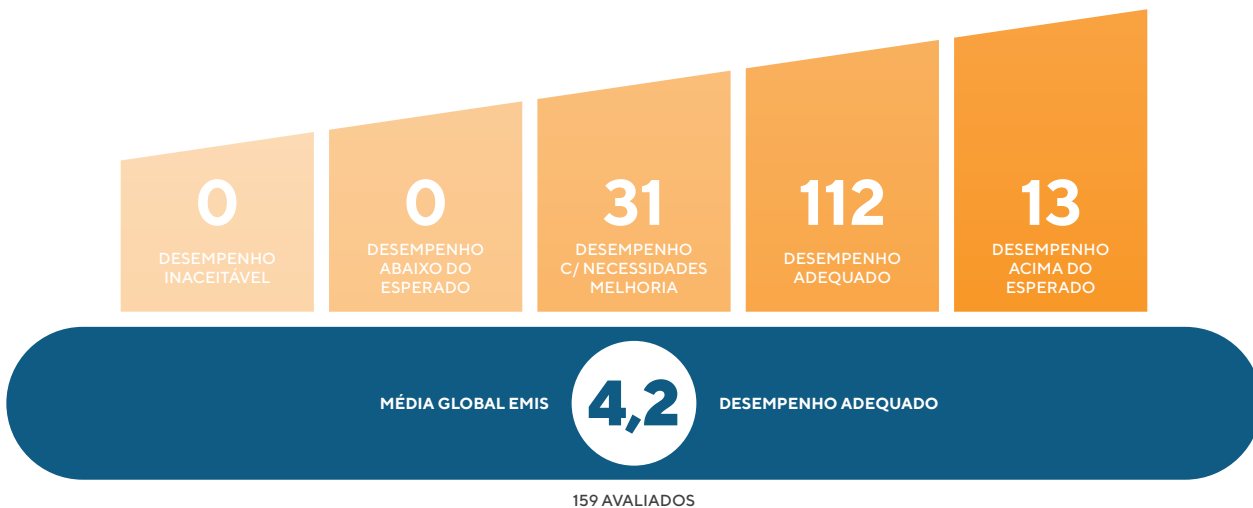 0
DESEMPENHO
INACEITÁVEL
0
DESEMPENHO
ABAIXO DO
ESPERADO
31
DESEMPENHO
C/ NECESSIDADES
MELHORIA
112
DESEMPENHO
ADEQUADO
13
DESEMPENHO
ACIMA DO
ESPERADO
MÉDIA GLOBAL EMIS
4,2
DESEMPENHO ADEQUADO
159 AVALIADOS